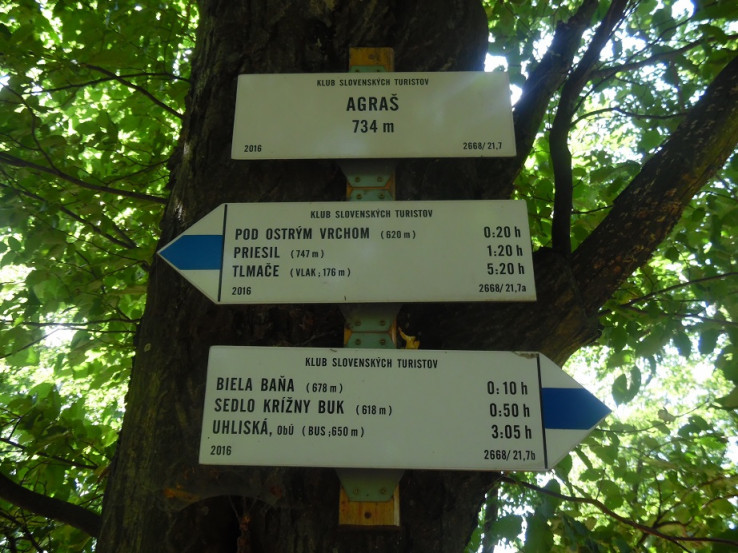 KLUB SLOVENSKÝCH TURISTOV
AGRAŠ
734 m
2016 2668/21,7
KLUB SLOVENSKÝCH TURISTOV
POD OSTRÝM VRCHOM (620 m) 0:20 h
PRIESIL (747 m) 1:20 h
TLMAČE (VLAK; 176 m) 5:20 h
2016 2668/21,7a
KLUB SLOVENSKÝCH TURISTOV
BIELA BAŇA (678 m) 0:10 h
SEDLO KRÍŽNY BUK (618 m) 0:50 h
UHLISKÁ, ObÚ (BUS; 650 m) 3:05 h
2016 2668/21,7b